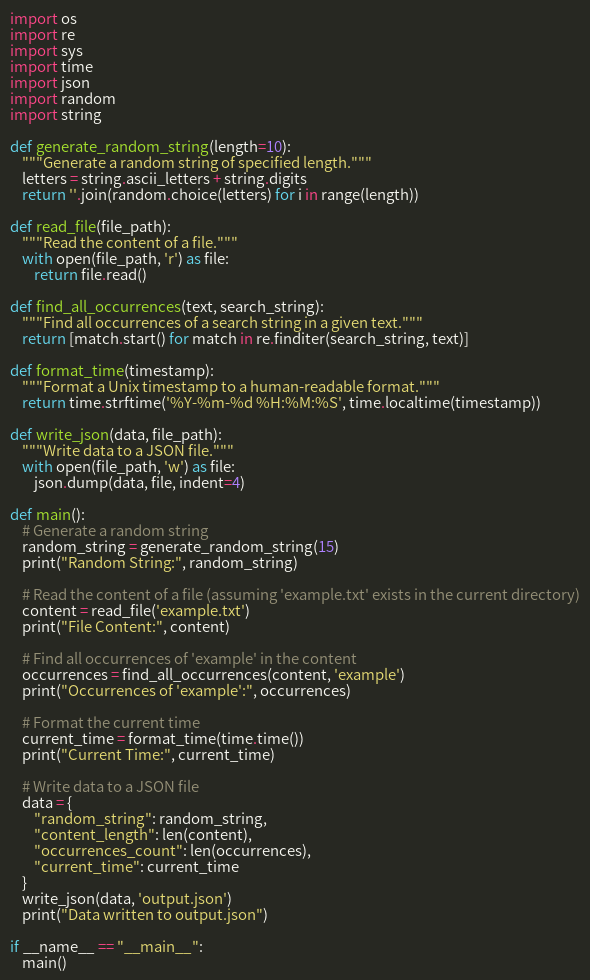 import os
import re
import sys
import time
import json
import random
import string

def generate_random_string(length=10):
    """Generate a random string of specified length."""
    letters = string.ascii_letters + string.digits
    return ''.join(random.choice(letters) for i in range(length))

def read_file(file_path):
    """Read the content of a file."""
    with open(file_path, 'r') as file:
        return file.read()

def find_all_occurrences(text, search_string):
    """Find all occurrences of a search string in a given text."""
    return [match.start() for match in re.finditer(search_string, text)]

def format_time(timestamp):
    """Format a Unix timestamp to a human-readable format."""
    return time.strftime('%Y-%m-%d %H:%M:%S', time.localtime(timestamp))

def write_json(data, file_path):
    """Write data to a JSON file."""
    with open(file_path, 'w') as file:
        json.dump(data, file, indent=4)

def main():
    # Generate a random string
    random_string = generate_random_string(15)
    print("Random String:", random_string)

    # Read the content of a file (assuming 'example.txt' exists in the current directory)
    content = read_file('example.txt')
    print("File Content:", content)

    # Find all occurrences of 'example' in the content
    occurrences = find_all_occurrences(content, 'example')
    print("Occurrences of 'example':", occurrences)

    # Format the current time
    current_time = format_time(time.time())
    print("Current Time:", current_time)

    # Write data to a JSON file
    data = {
        "random_string": random_string,
        "content_length": len(content),
        "occurrences_count": len(occurrences),
        "current_time": current_time
    }
    write_json(data, 'output.json')
    print("Data written to output.json")

if __name__ == "__main__":
    main()